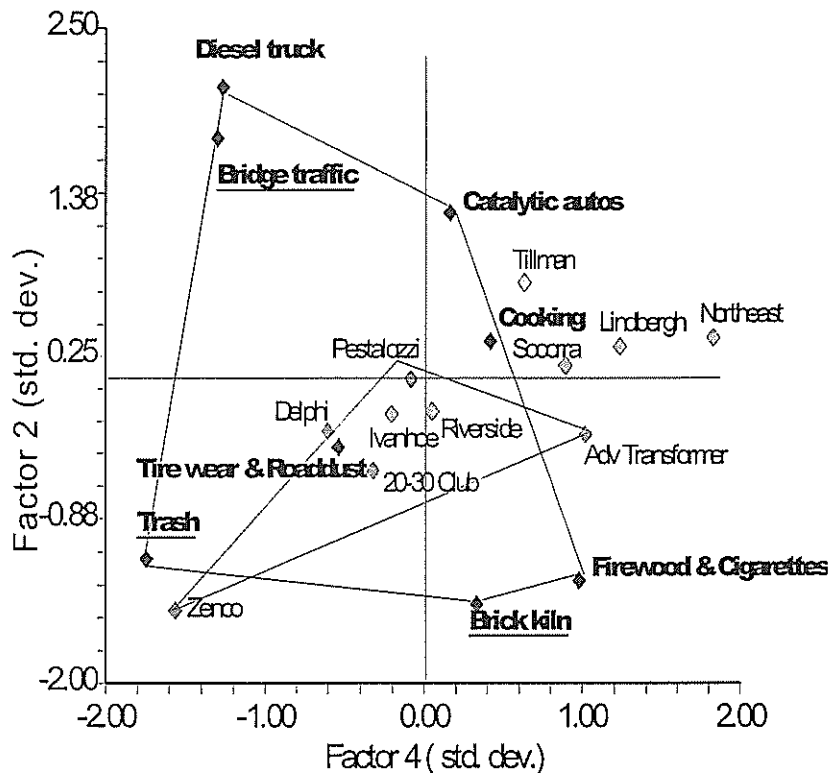 2.50
Diesel truck
Bridge traffic
1.38
Catalytic autos
Tillman
Cooking
Lindbergh
Northeast
0.25
Pestalozzi
Socorra
Delphi
Ivanhoe
Riverside
Adv Transformer
Tire wear & Roaddust
20-30 Club
-0.88
Trash
Firewood & Cigarettes
Zenco
Brick kiln
-2.00
-2.00
-1.00
0.00
1.00
2.00
Factor 2 (std. dev.)
Factor 4 ( std. dev.)